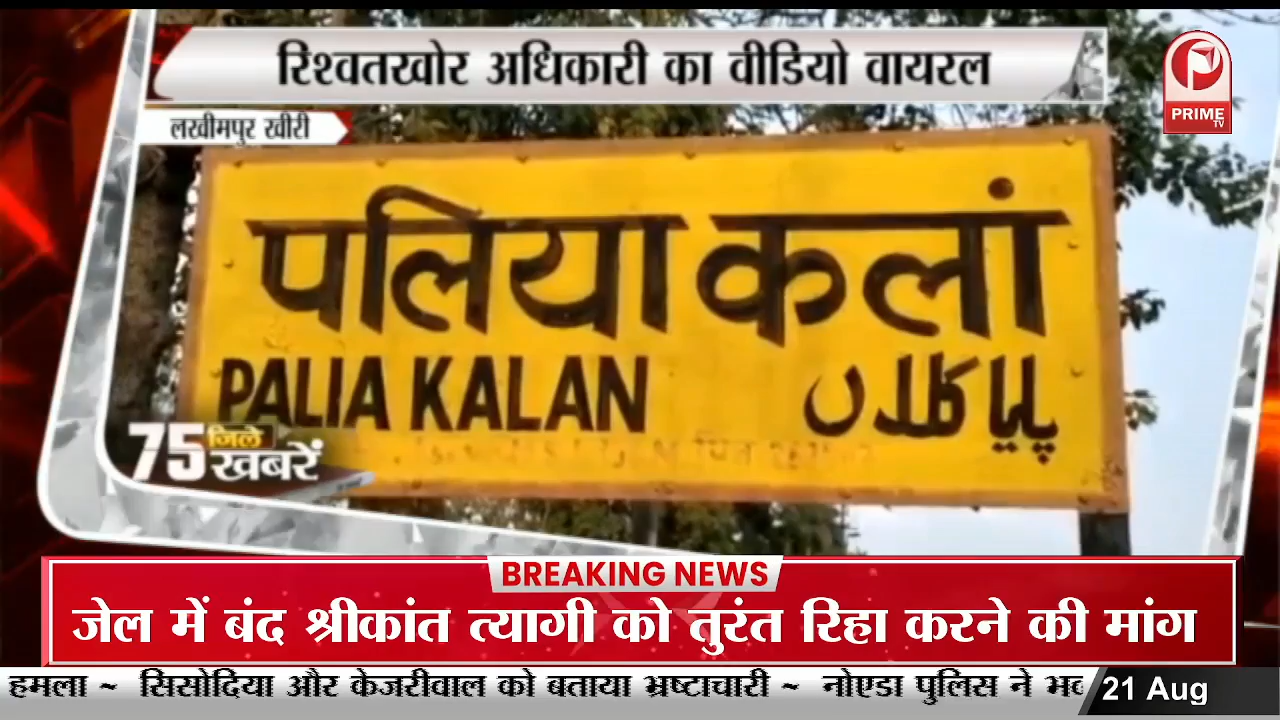 रिश्वतखोर अधिकारी का वीडियो वायरल
PRIME
TV
लखीमपुर खीरी
पलिया कलां
PALIA KALAN
پلیا کلاں
75 जिले
खबरें
BREAKING NEWS
जेल में बंद श्रीकांत त्यागी को तुरंत रिहा करने की मांग
हमला ~ सिसोदिया और केजरीवाल को बताया भ्रष्टाचारी ~ नोएडा पुलिस ने
21 Aug